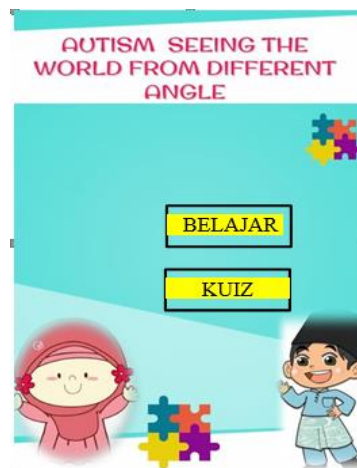 AUTISM SEEING THE
WORLD FROM DIFFERENT
ANGLE
BELAJAR
KUIZ